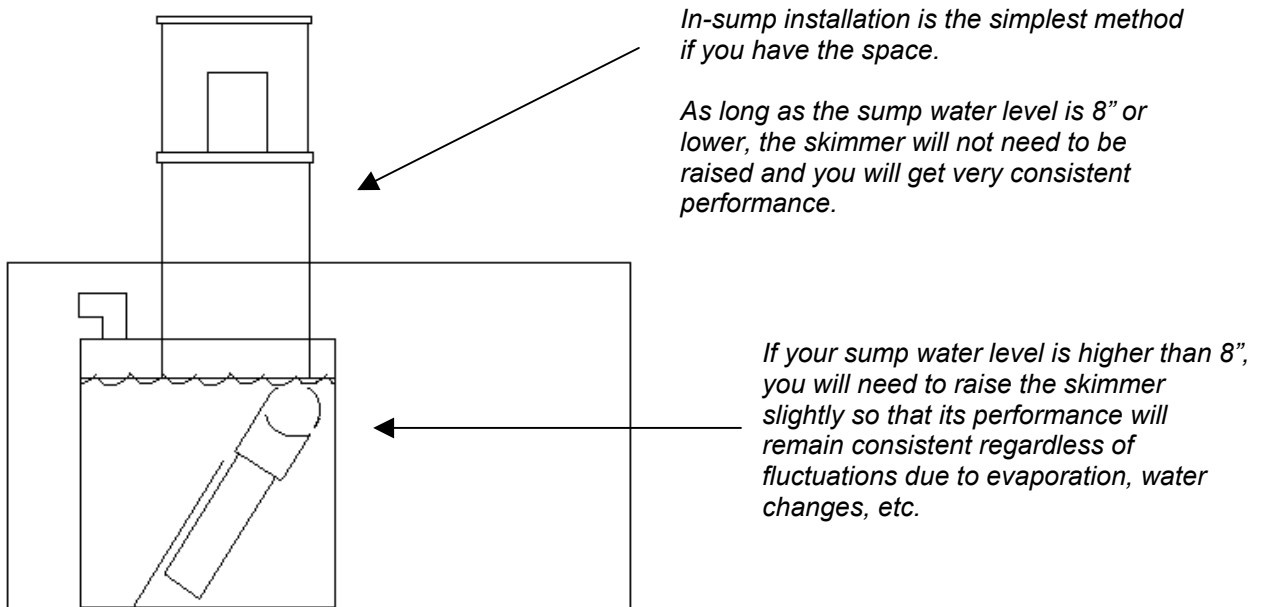 In-sump installation is the simplest method
if you have the space.
As long as the sump water level is 8” or
lower, the skimmer will not need to be
raised and you will get very consistent
performance.
If your sump water level is higher than 8”,
you will need to raise the skimmer
slightly so that its performance will
remain consistent regardless of
fluctuations due to evaporation, water
changes, etc.